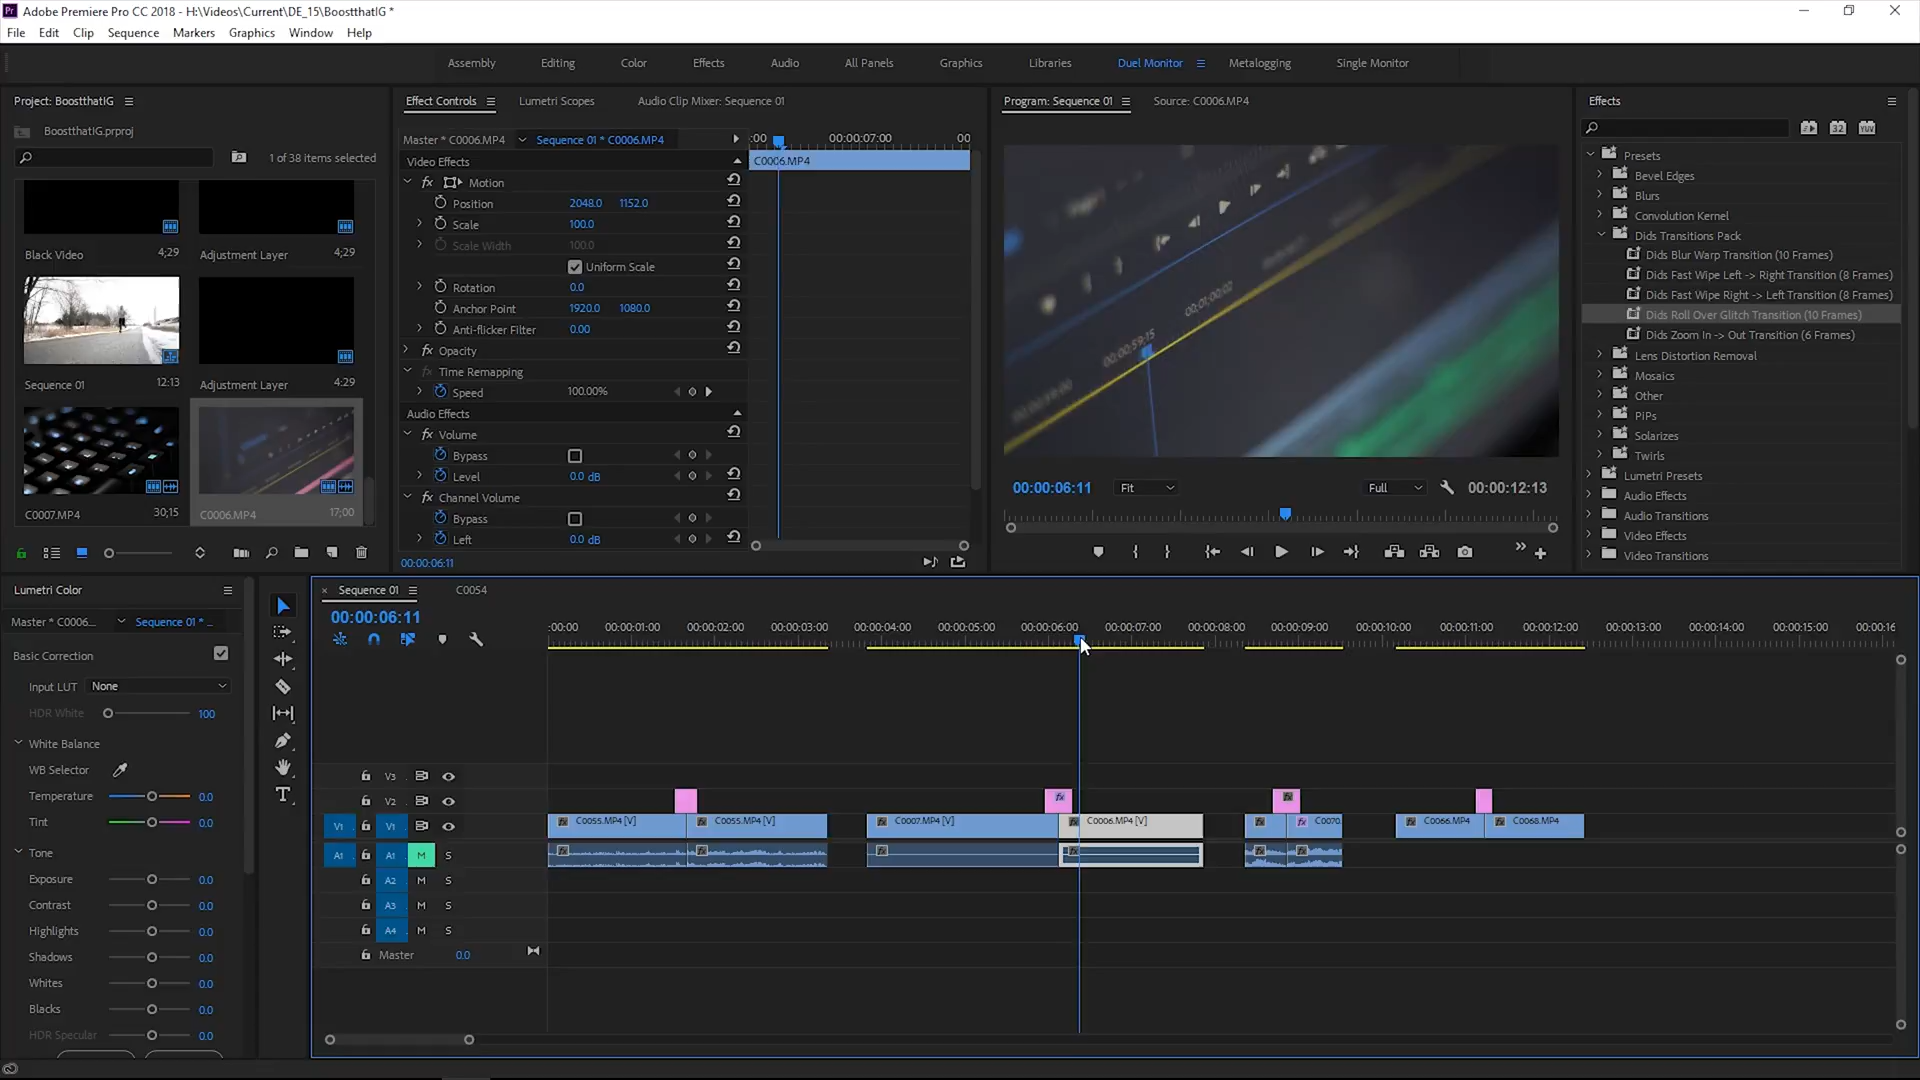 Adobe Premiere Pro CC 2018 - H:\Videos\Current\DE_15\BoostthatIG *
File Edit Clip Sequence Markers Graphics Window Help
Assembly Editing Color Effects Audio All Panels Graphics Libraries Duel Monitor Metalogging Single Monitor
Project: BoostthatIG
BoostthatIG.prproj
1 of 38 items selected
Black Video 4;29
Adjustment Layer 4;29
Sequence 01 12:13
Adjustment Layer 4;29
C0007.MP4 30;15
C0006.MP4 17;00
Effect Controls Lumetri Scopes Audio Clip Mixer: Sequence 01
Master * C0006.MP4 Sequence 01 * C0006.MP4
:00 00:00:07:00 00
Video Effects
C0006.MP4
fx Motion
Position 2048.0 1152.0
Scale 100.0
Scale Width 100.0
Uniform Scale
Rotation 0.0
Anchor Point 1920.0 1080.0
Anti-flicker Filter 0.00
fx Opacity
fx Time Remapping
Speed 100.00%
Audio Effects
fx Volume
Bypass
Level 0.0 dB
fx Channel Volume
Bypass
Left 0.0 dB
00:00:06:11
Program: Sequence 01 Source: C0006.MP4
00;00;59;15
00;01;00;02
00:00:06:11 Fit Full 00:00:12:13
Effects
32 YUV
Presets
Bevel Edges
Blurs
Convolution Kernel
Dids Transitions Pack
Dids Blur Warp Transition (10 Frames)
Dids Fast Wipe Left -> Right Transition (8 Frames)
Dids Fast Wipe Right -> Left Transition (8 Frames)
Dids Roll Over Glitch Transition (10 Frames)
Dids Zoom In -> Out Transition (6 Frames)
Lens Distortion Removal
Mosaics
Other
PiPs
Solarizes
Twirls
Lumetri Presets
Audio Effects
Audio Transitions
Video Effects
Video Transitions
Lumetri Color
Master * C0006... Sequence 01 * ..
Basic Correction
Input LUT None
HDR White 100
White Balance
WB Selector
Temperature 0.0
Tint 0.0
Tone
Exposure 0.0
Contrast 0.0
Highlights 0.0
Shadows 0.0
Whites 0.0
Blacks 0.0
HDR Specular 0.0
× Sequence 01 C0054
00:00:06:11
:00:00 00:00:01:00 00:00:02:00 00:00:03:00 00:00:04:00 00:00:05:00 00:00:06:00 00:00:07:00 00:00:08:00 00:00:09:00 00:00:10:00 00:00:11:00 00:00:12:00 00:00:13:00 00:00:14:00 00:00:15:00 00:00:16
V3
V2
V1 V1 C0055.MP4 [V] C0055.MP4 [V] C0007.MP4 [V] C0006.MP4 [V] C0070. C0066.MP4 C0068.MP4
A1 A1 M S
A2 M S
A3 M S
A4 M S
Master 0.0